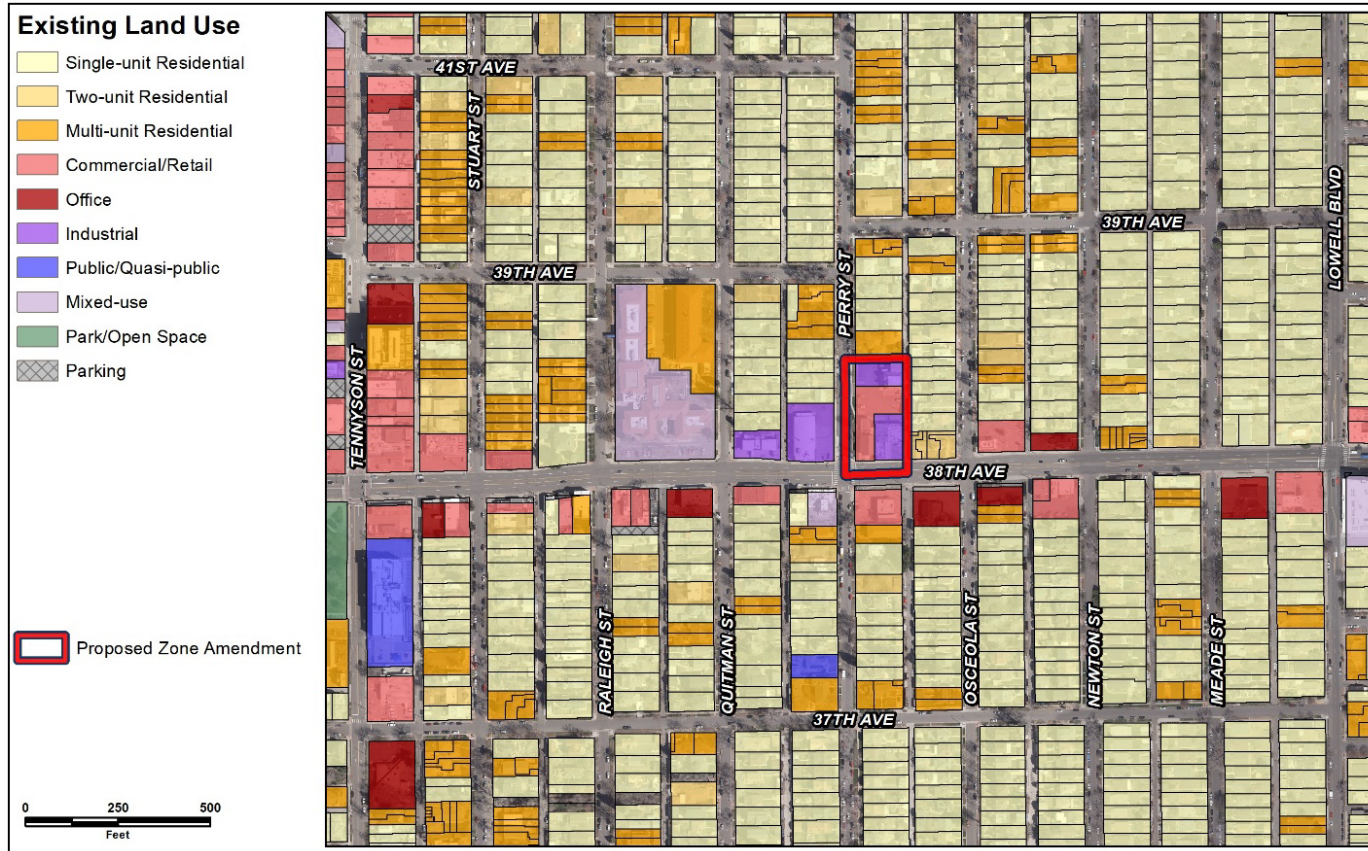 Existing Land Use
Single-unit Residential
Two-unit Residential
Multi-unit Residential
Commercial/Retail
Office
Industrial
Public/Quasi-public
Mixed-use
Park/Open Space
Parking
Proposed Zone Amendment
0 250 500
Feet
41ST AVE
STUART ST
39TH AVE
LOWELL BLVD
39TH AVE
PERRY ST
TENNYSON ST
38TH AVE
RALEIGH ST
QUITMAN ST
OSCEOLA ST
NEWTON ST
MEADE ST
37TH AVE